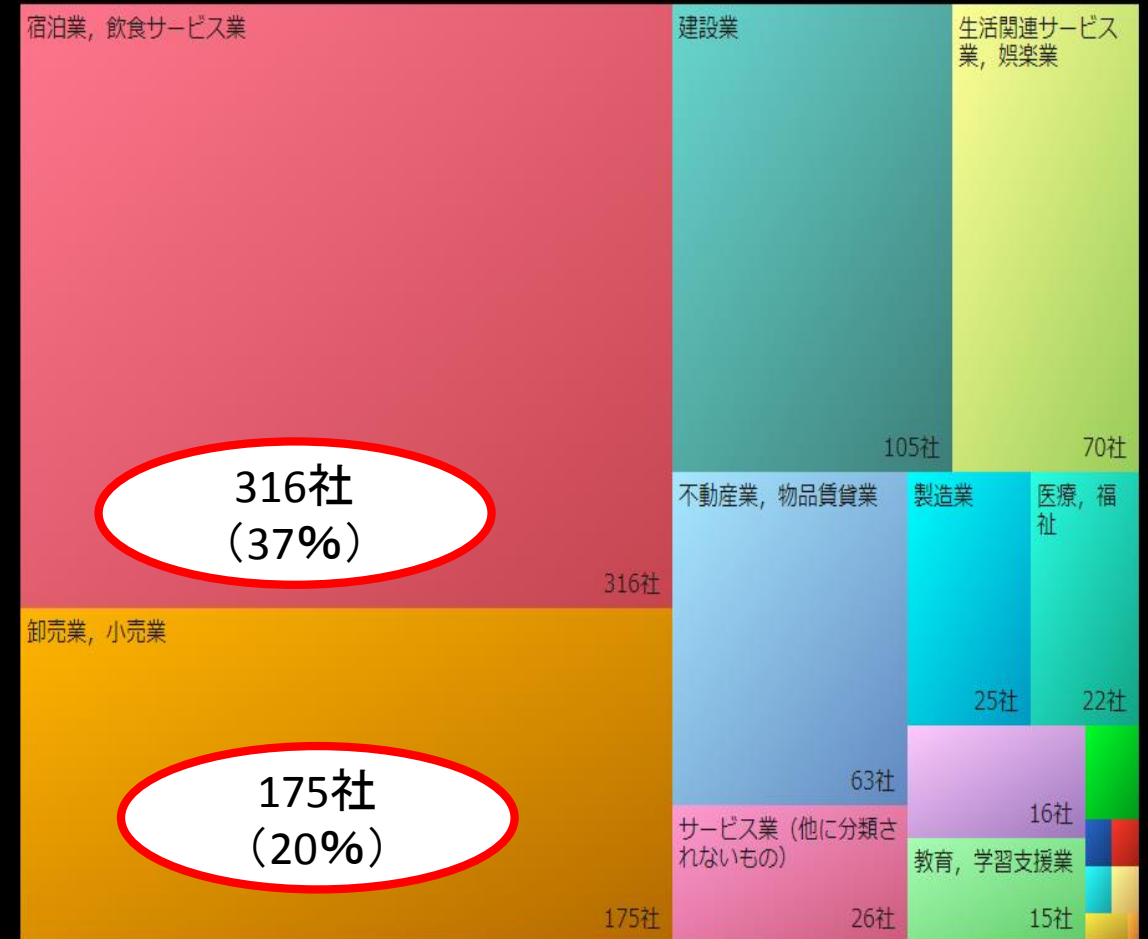 宿泊業，飲食サービス業
316社
（37%）
316社
卸売業，小売業
175社
（20%）
175社
建設業
105社
生活関連サービス
業，娯楽業
70社
不動産業，物品賃貸業
63社
製造業
25社
医療，福
祉
22社
サービス業（他に分類さ
れないもの）
26社
16社
教育，学習支援業
15社